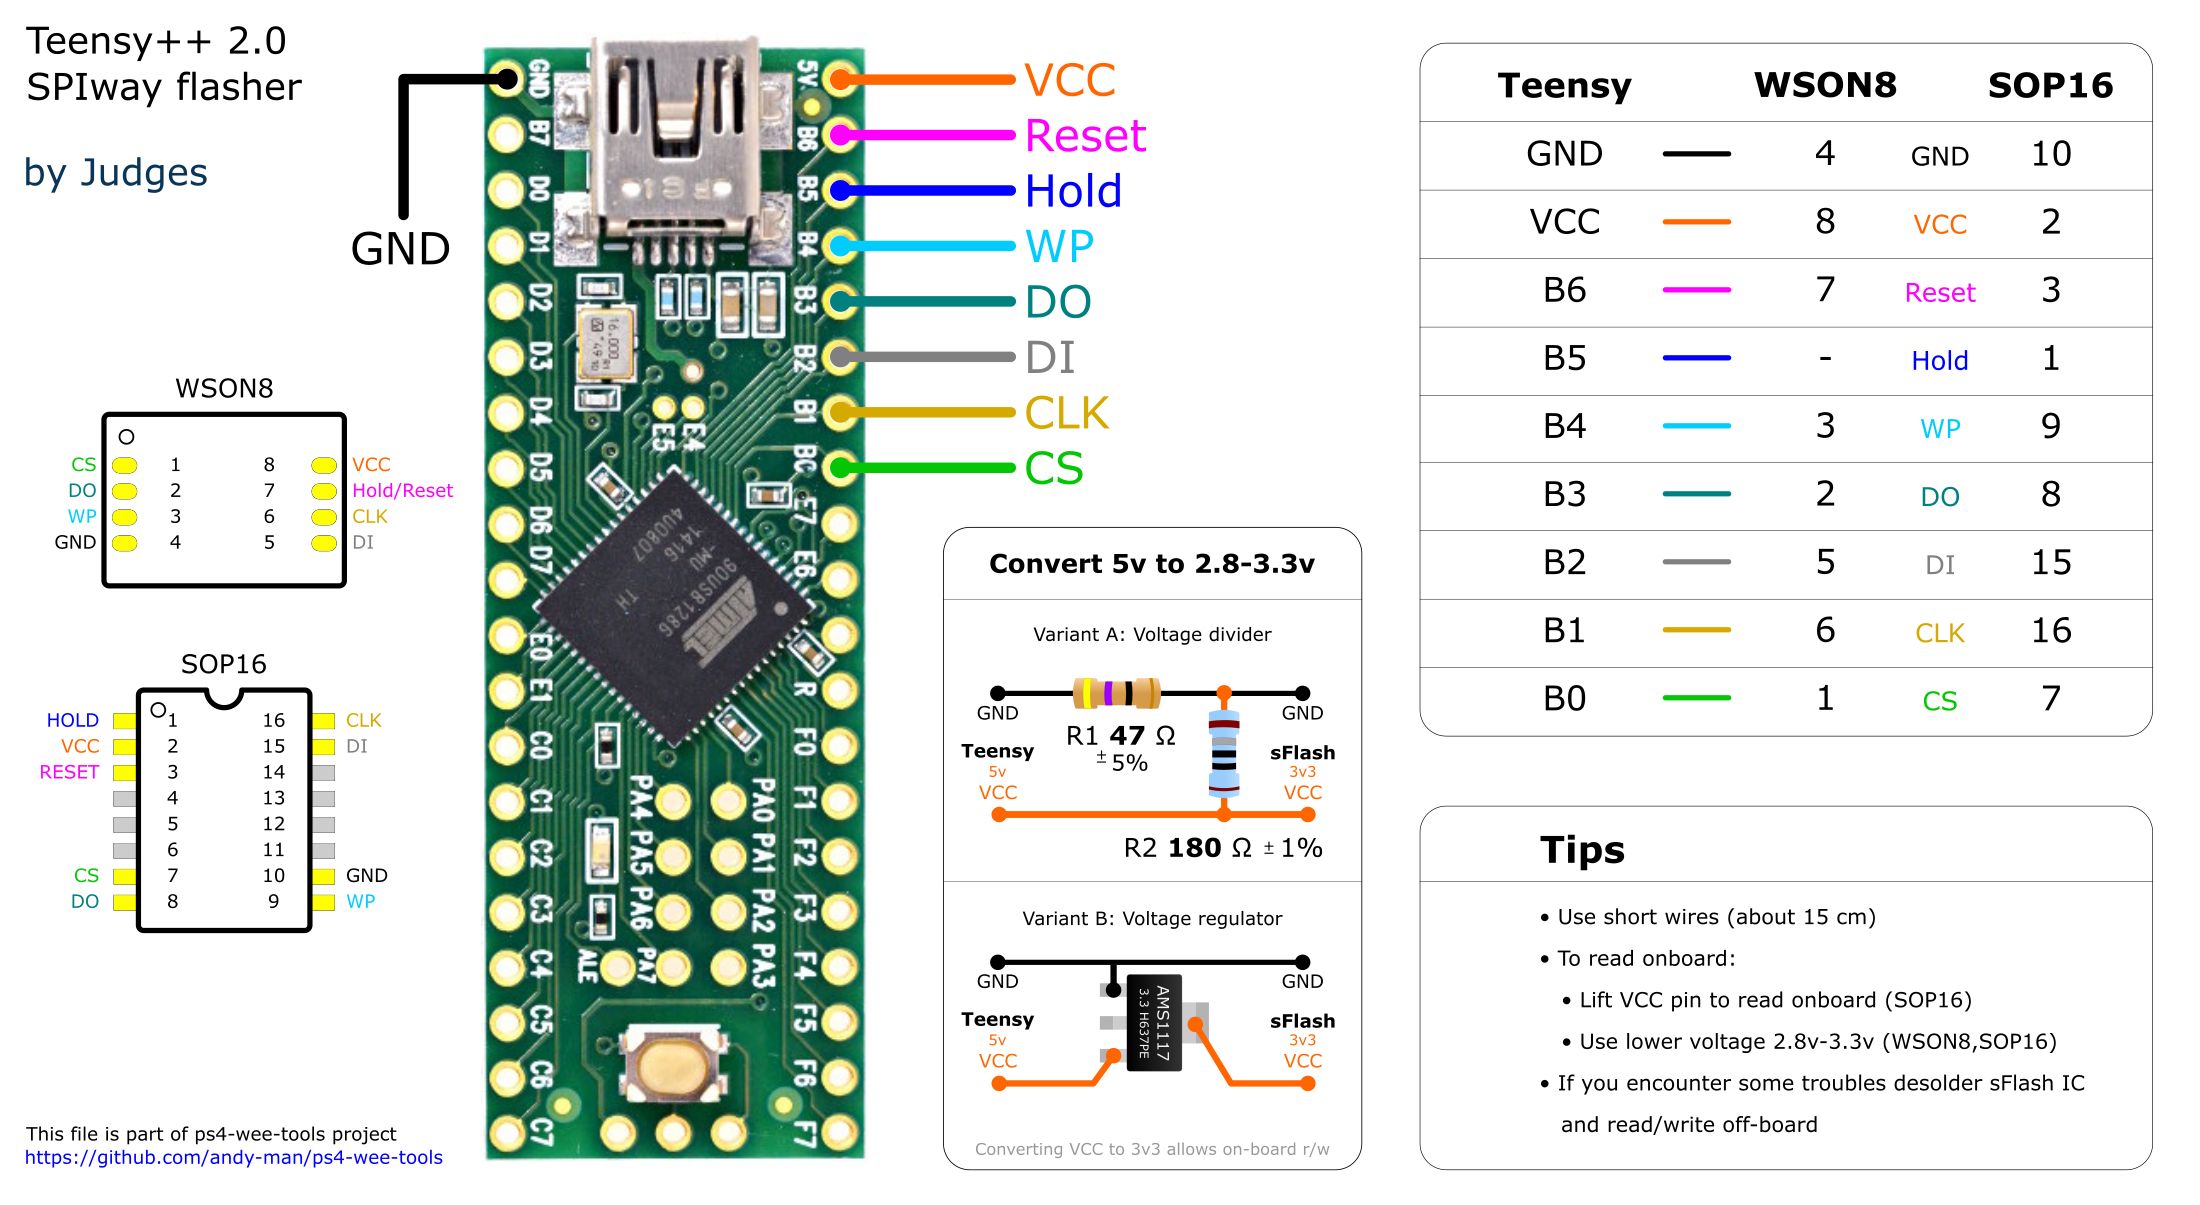 Teensy++ 2.0
SPIway flasher
by Judges
GND
VCC
Reset
Hold
WP
DO
DI
CLK
CS
GND
B7
D0
D1
D2
D3
D4
D5
D6
D7
E0
E1
C0
C1
C2
C3
C4
C5
C6
C7
5V
B6
B5
B4
B3
B2
B1
B0
E7
E6
R
F0
F1
F2
F3
F4
F5
F6
F7
E5 E4
16.000
4U0807
1416
-MU
90USB1286
TH
ATMEL
PA4 PA0
PA5 PA1
PA6 PA2
ALE PA7 PA3
WSON8
CS 1 8 VCC
DO 2 7 Hold/Reset
WP 3 6 CLK
GND 4 5 DI
SOP16
HOLD 1 16 CLK
VCC 2 15 DI
RESET 3 14
4 13
5 12
6 11
CS 7 10 GND
DO 8 9 WP
This file is part of ps4-wee-tools project
https://github.com/andy-man/ps4-wee-tools
Convert 5v to 2.8-3.3v
Variant A: Voltage divider
GND GND
R1 47 Ω
± 5%
Teensy sFlash
5v 3v3
VCC VCC
R2 180 Ω ± 1%
Variant B: Voltage regulator
GND GND
AMS1117
3.3 H637PE
Teensy sFlash
5v 3v3
VCC VCC
Converting VCC to 3v3 allows on-board r/w
Teensy WSON8 SOP16
GND 4 GND 10
VCC 8 VCC 2
B6 7 Reset 3
B5 - Hold 1
B4 3 WP 9
B3 2 DO 8
B2 5 DI 15
B1 6 CLK 16
B0 1 CS 7
Tips
• Use short wires (about 15 cm)
• To read onboard:
• Lift VCC pin to read onboard (SOP16)
• Use lower voltage 2.8v-3.3v (WSON8,SOP16)
• If you encounter some troubles desolder sFlash IC
and read/write off-board